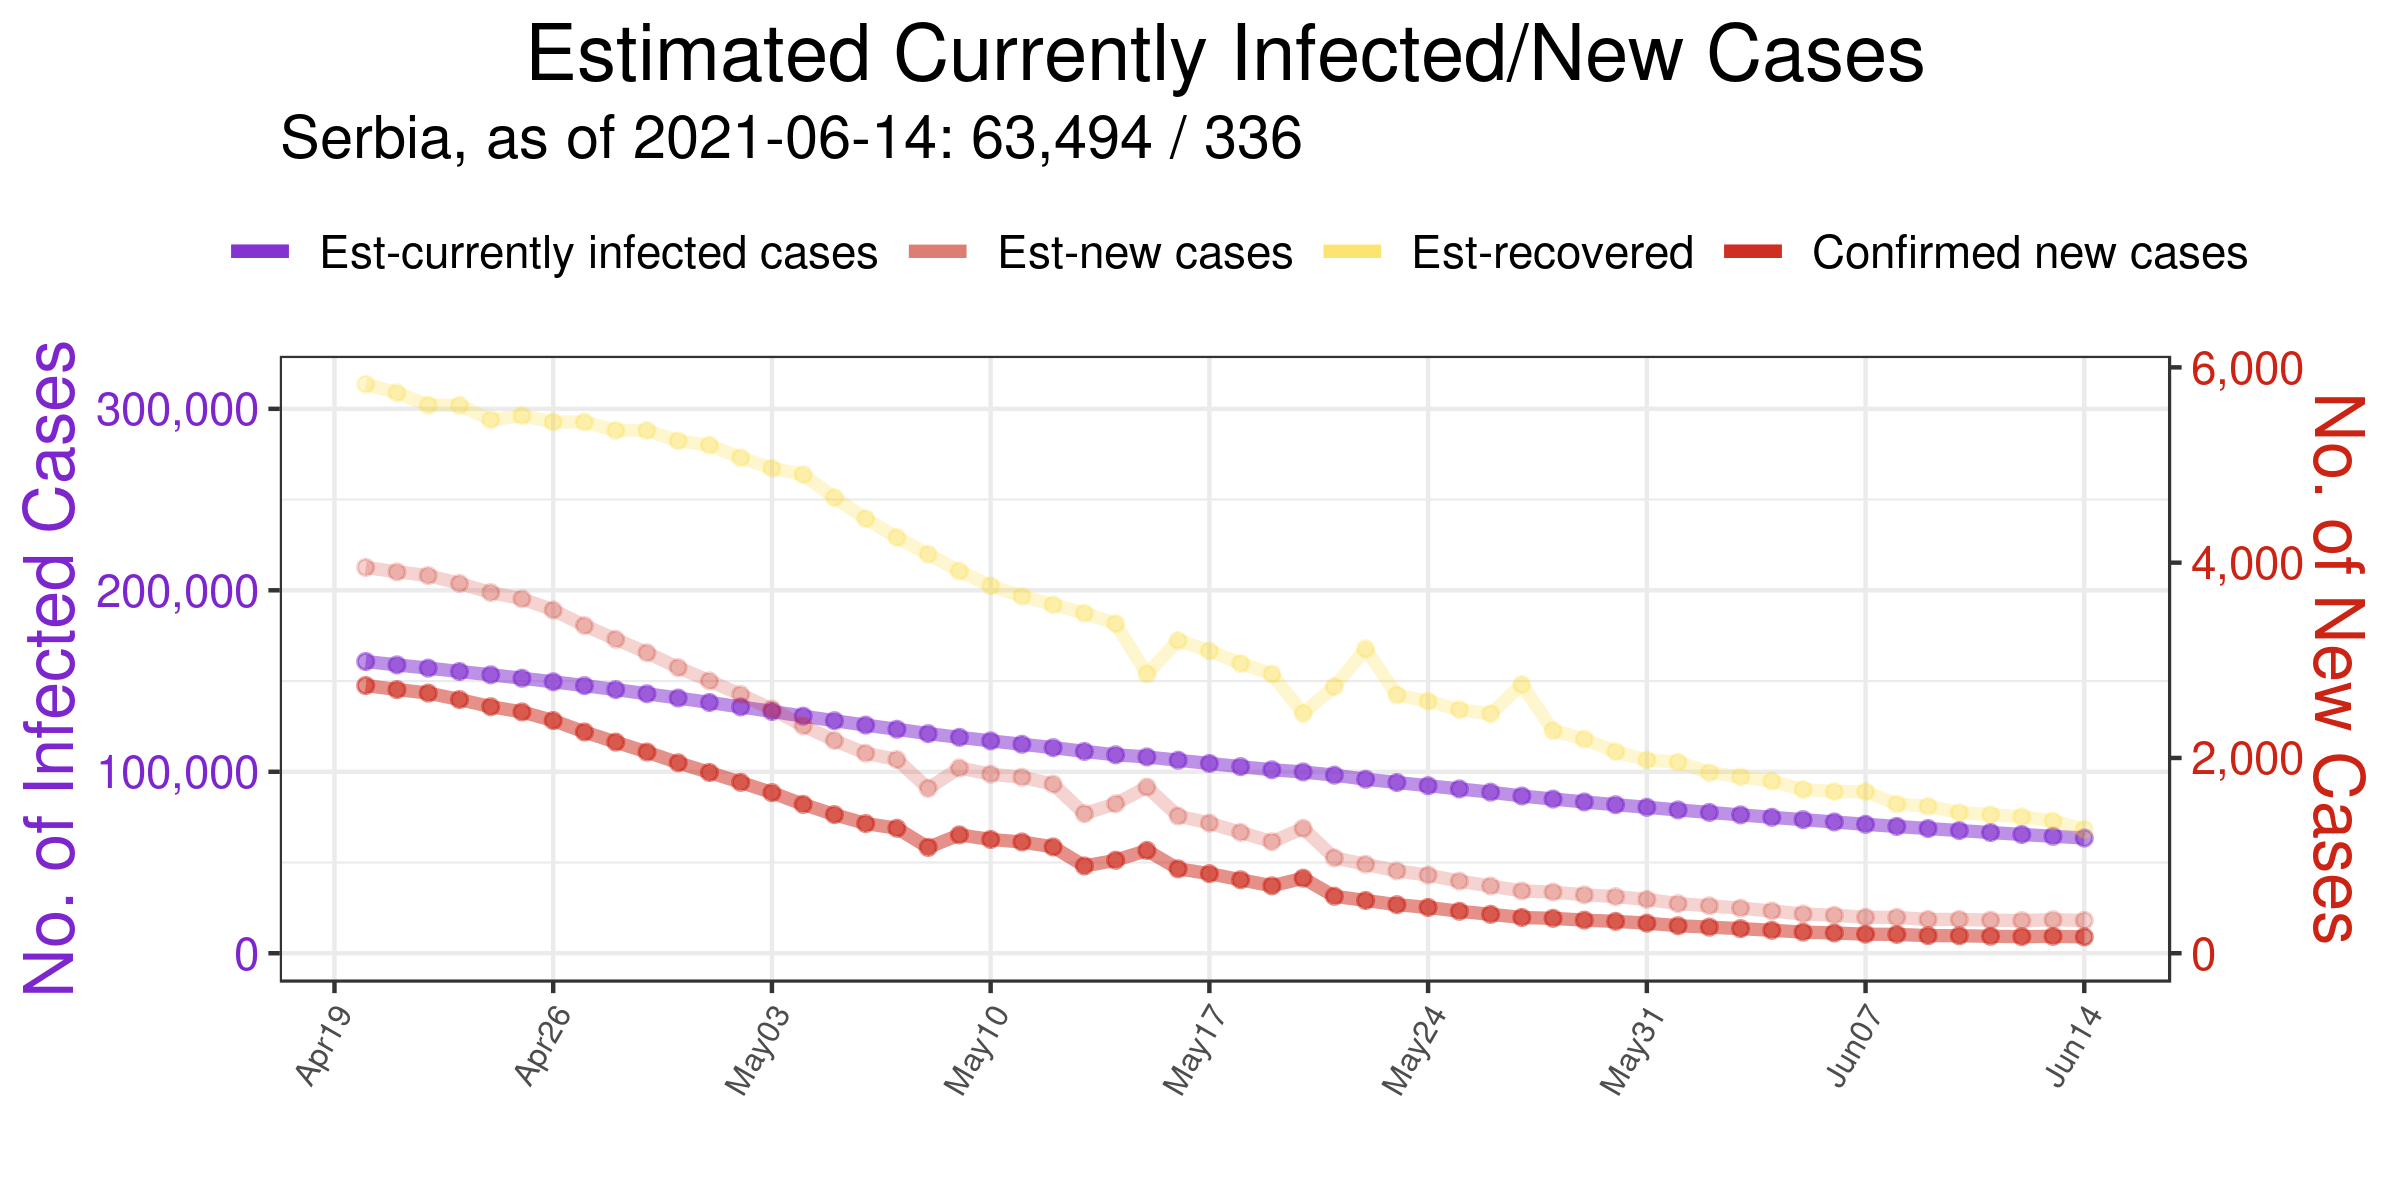 Estimated Currently Infected/New Cases
Serbia, as of 2021-06-14: 63,494 / 336
Est-currently infected cases Est-new cases Est-recovered Confirmed new cases
No. of Infected Cases
300,000
200,000
100,000
0
6,000
4,000
2,000
0
No. of New Cases
Apr19 Apr26 May03 May10 May17 May24 May31 Jun07 Jun14